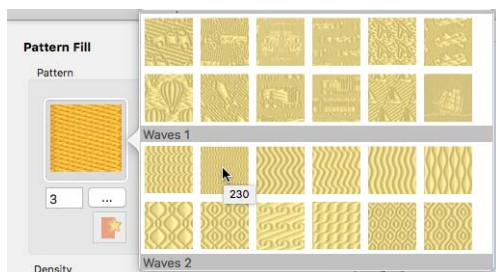 Pattern Fill
Pattern
3
...
Density
Waves 1
230
Waves 2